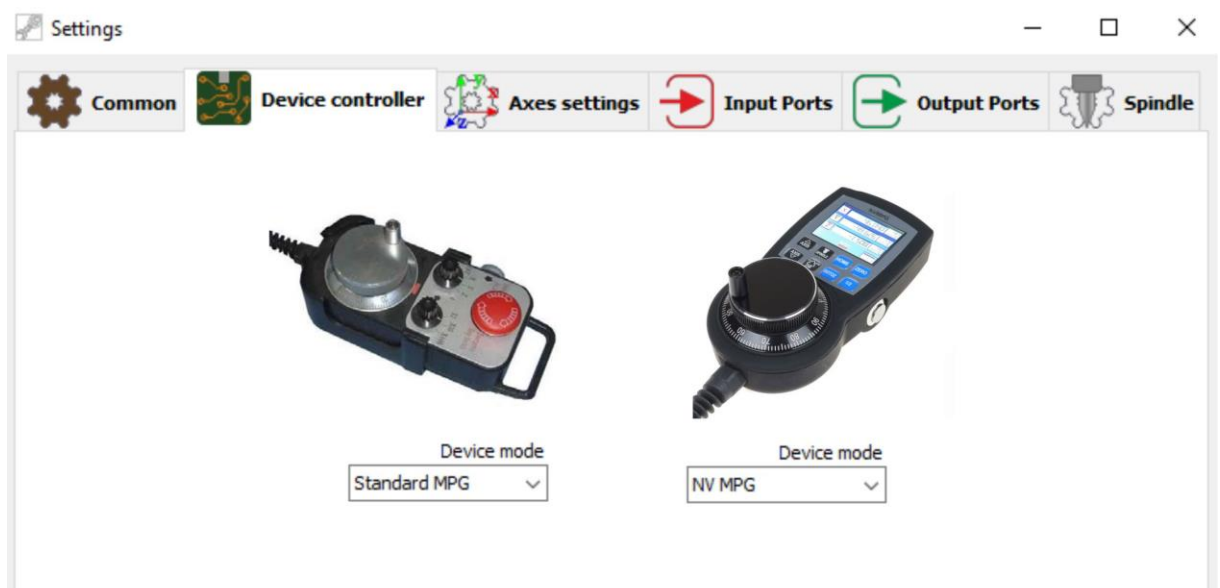 Settings
Common
Device controller
Axes settings
Input Ports
Output Ports
Spindle
Device mode
Standard MPG
Device mode
NV MPG